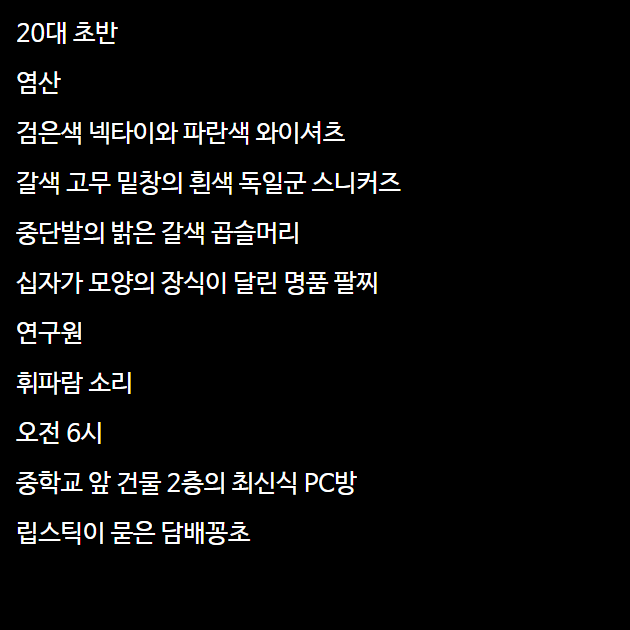 20대 초반
염산
검은색 넥타이와 파란색 와이셔츠
갈색 고무 밑창의 흰색 독일군 스니커즈
중단발의 밝은 갈색 곱슬머리
십자가 모양의 장식이 달린 명품 팔찌
연구원
휘파람 소리
오전 6시
중학교 앞 건물 2층의 최신식 PC방
립스틱이 묻은 담배꽁초